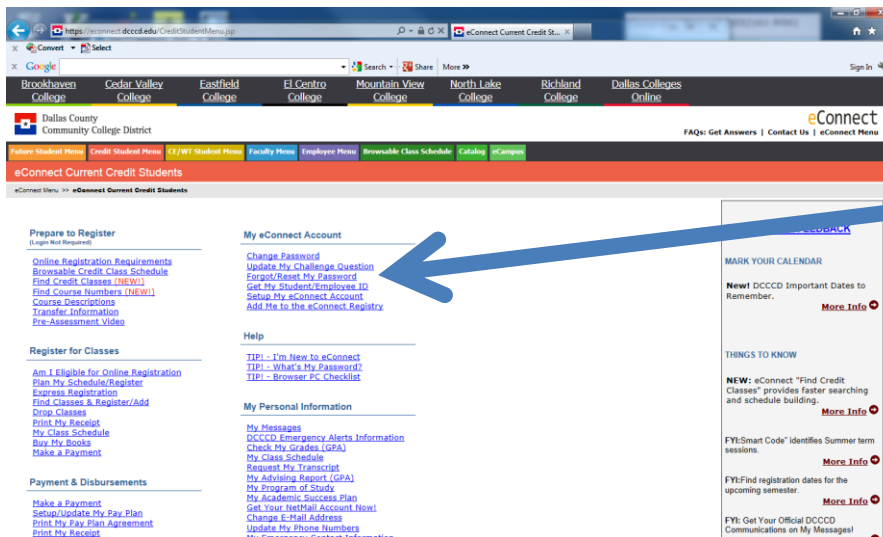 https://econnect.dcccd.edu/CreditStudentMenu.jsp
eConnect Current Credit St... ×
x Convert Select
x Google Search Share More >> Sign In
Brookhaven College Cedar Valley College Eastfield College El Centro College Mountain View College North Lake College Richland College Dallas Colleges Online
Dallas County
Community College District
eConnect
FAQs: Get Answers | Contact Us | eConnect Menu
Future Student Menu Credit Student Menu CE/WT Student Menu Faculty Menu Employee Menu Browsable Class Schedule Catalog eCampus
eConnect Current Credit Students
eConnect Menu >> eConnect Current Credit Students
Prepare to Register
(Login Not Required)
Online Registration Requirements
Browsable Credit Class Schedule
Find Credit Classes (NEW!)
Find Course Numbers (NEW!)
Course Descriptions
Transfer Information
Pre-Assessment Video
Register for Classes
Am I Eligible for Online Registration
Plan My Schedule/Register
Express Registration
Find Classes & Register/Add
Drop Classes
Print My Receipt
My Class Schedule
Buy My Books
Make a Payment
Payment & Disbursements
Make a Payment
Setup/Update My Pay Plan
Print My Pay Plan Agreement
Print My Receipt
My eConnect Account
Change Password
Update My Challenge Question
Forgot/Reset My Password
Get My Student/Employee ID
Setup My eConnect Account
Add Me to the eConnect Registry
Help
TIP! - I'm New to eConnect
TIP! - What's My Password?
TIP! - Browser PC Checklist
My Personal Information
My Messages
DCCCD Emergency Alerts Information
Check My Grades (GPA)
My Class Schedule
Request My Transcript
My Advising Report (GPA)
My Program of Study
My Academic Success Plan
Get Your NetMail Account Now!
Change E-Mail Address
Update My Phone Numbers
My Emergency Contact Information
MARK YOUR CALENDAR
New! DCCCD Important Dates to
Remember.
More Info
THINGS TO KNOW
NEW: eConnect "Find Credit
Classes" provides faster searching
and schedule building.
More Info
FYI:Smart Code" identifies Summer term
sessions.
More Info
FYI:Find registration dates for the
upcoming semester.
More Info
FYI: Get Your Official DCCCD
Communications on My Messages!